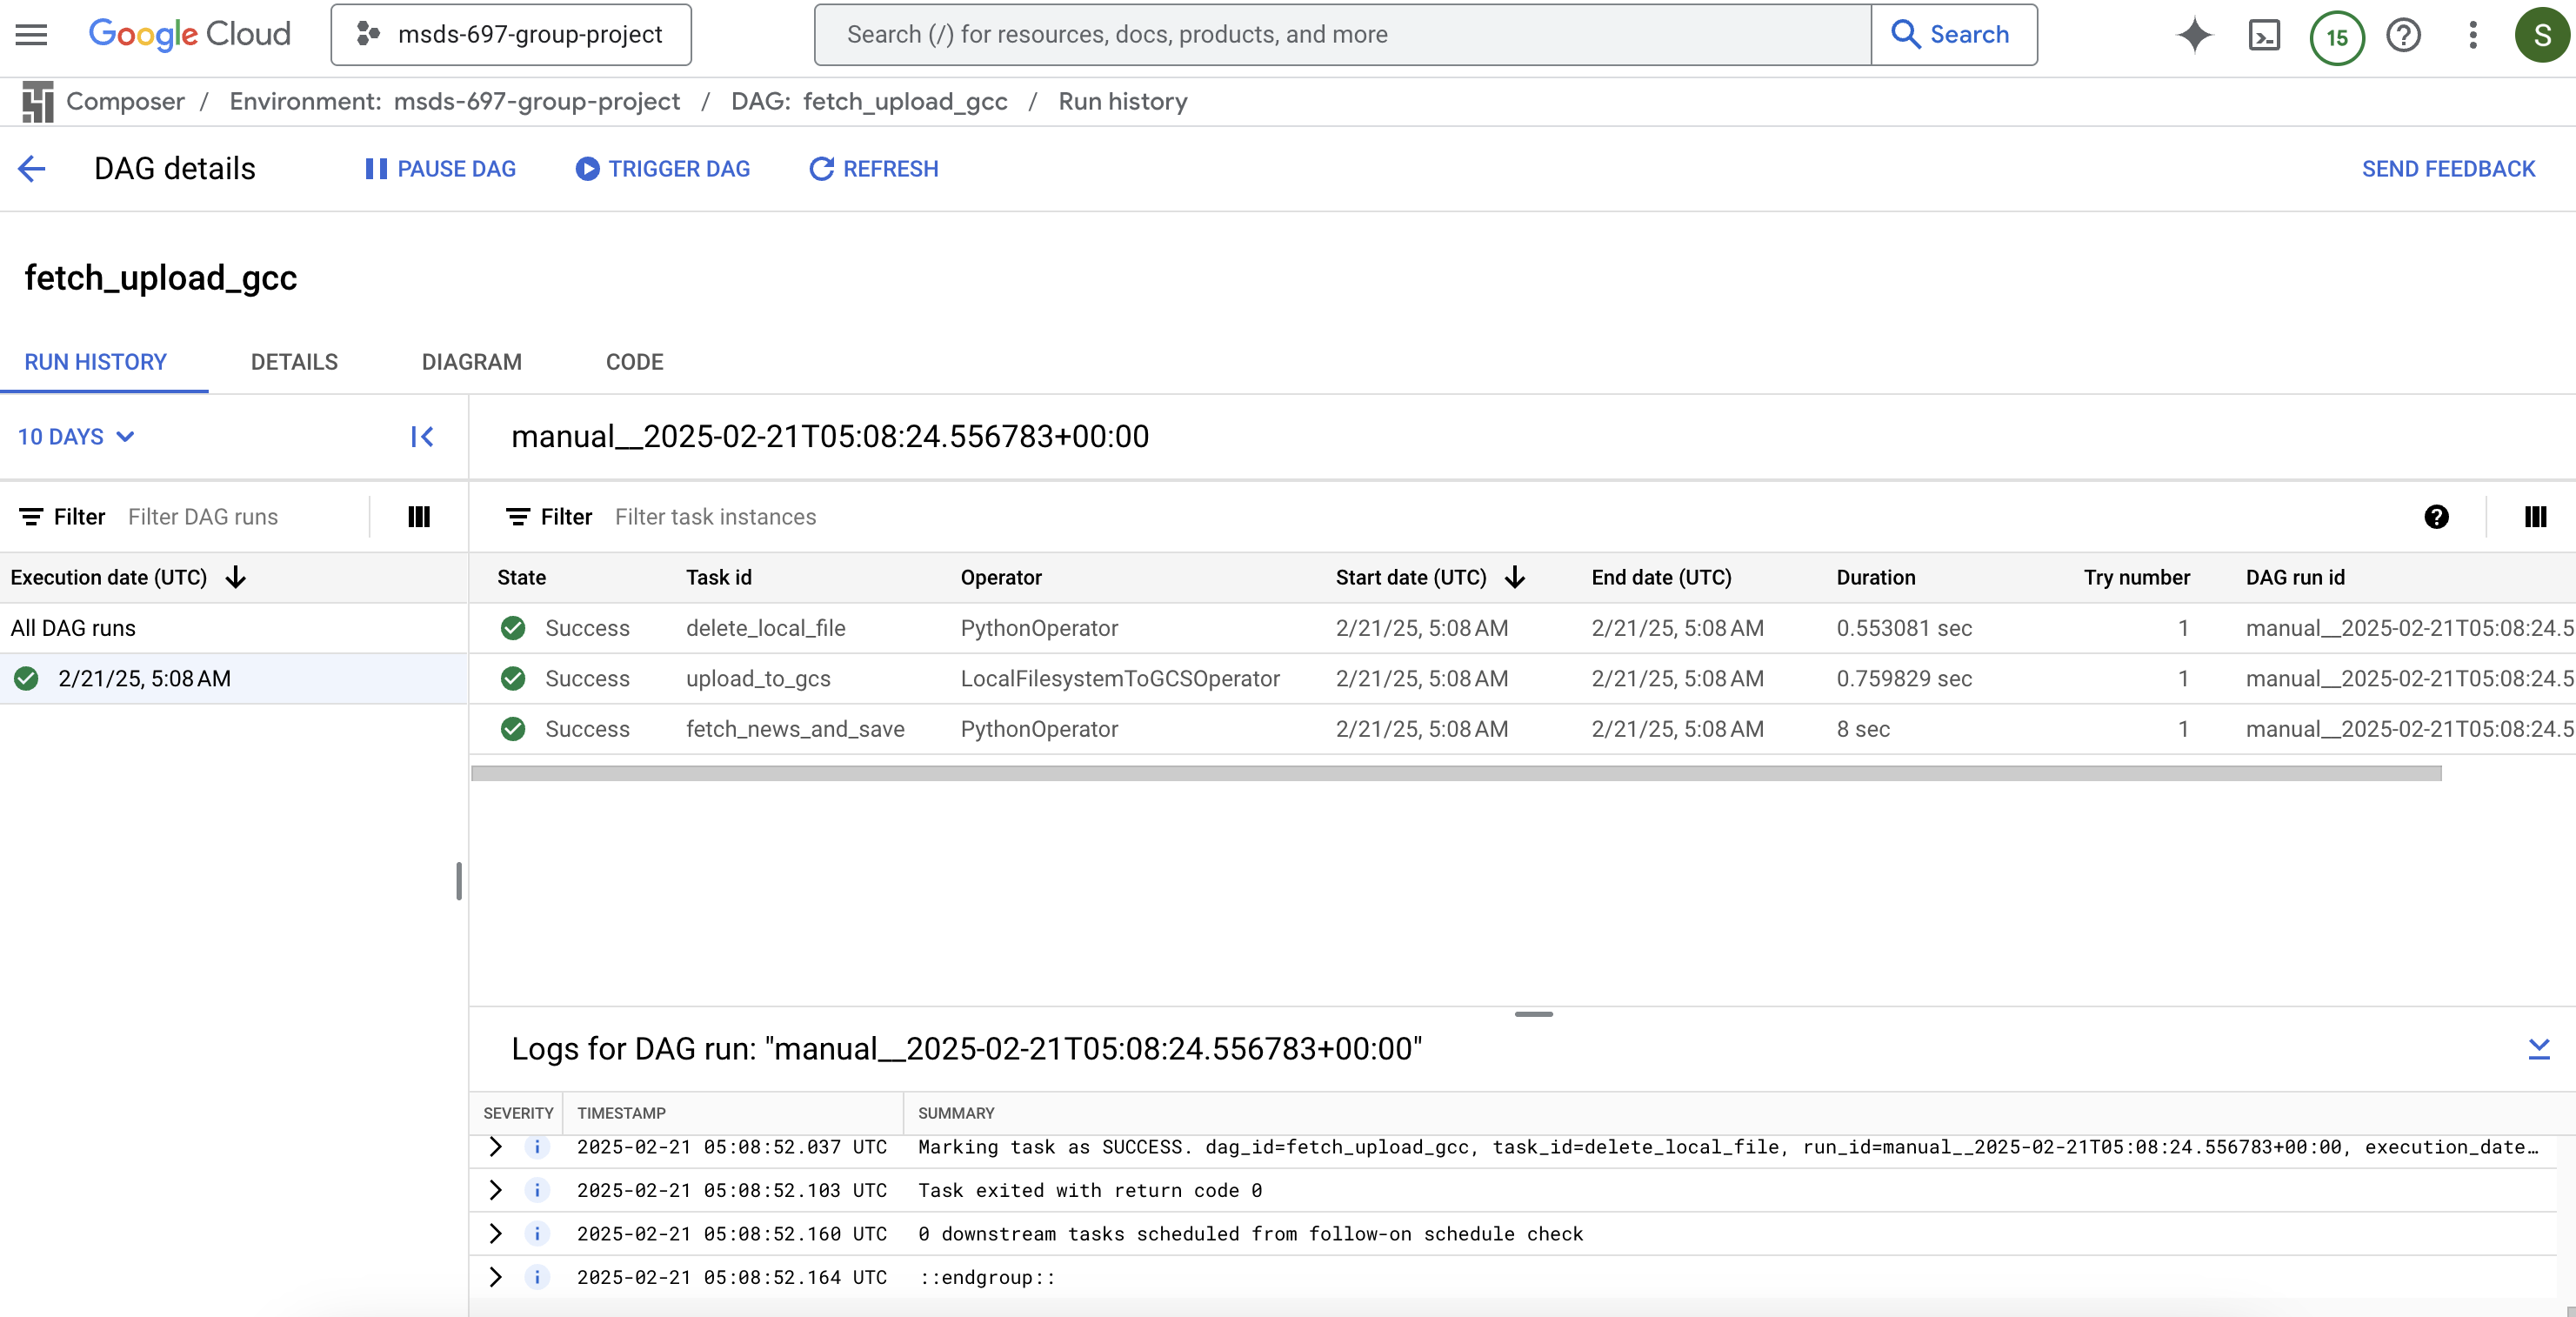 Google Cloud msds-697-group-project Search (/) for resources, docs, products, and more Search 15 S
Composer / Environment: msds-697-group-project / DAG: fetch_upload_gcc / Run history
DAG details PAUSE DAG TRIGGER DAG REFRESH SEND FEEDBACK
fetch_upload_gcc
RUN HISTORY DETAILS DIAGRAM CODE
10 DAYS
Filter Filter DAG runs
Execution date (UTC)
All DAG runs
2/21/25, 5:08 AM
manual__2025-02-21T05:08:24.556783+00:00
Filter Filter task instances
State Task id Operator Start date (UTC) End date (UTC) Duration Try number DAG run id
Success delete_local_file PythonOperator 2/21/25, 5:08 AM 2/21/25, 5:08 AM 0.553081 sec 1 manual__2025-02-21T05:08:24.5
Success upload_to_gcs LocalFilesystemToGCSOperator 2/21/25, 5:08 AM 2/21/25, 5:08 AM 0.759829 sec 1 manual__2025-02-21T05:08:24.5
Success fetch_news_and_save PythonOperator 2/21/25, 5:08 AM 2/21/25, 5:08 AM 8 sec 1 manual__2025-02-21T05:08:24.5
Logs for DAG run: "manual__2025-02-21T05:08:24.556783+00:00"
SEVERITY TIMESTAMP SUMMARY
i 2025-02-21 05:08:52.037 UTC Marking task as SUCCESS. dag_id=fetch_upload_gcc, task_id=delete_local_file, run_id=manual__2025-02-21T05:08:24.556783+00:00, execution_date…
i 2025-02-21 05:08:52.103 UTC Task exited with return code 0
i 2025-02-21 05:08:52.160 UTC 0 downstream tasks scheduled from follow-on schedule check
i 2025-02-21 05:08:52.164 UTC ::endgroup::